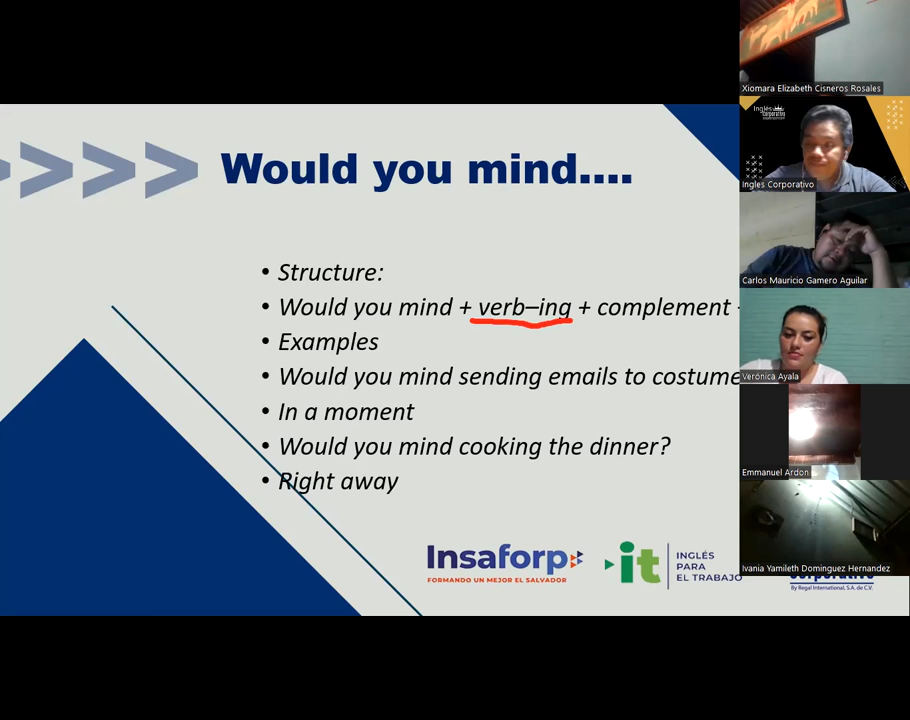 Would you mind....
• Structure:
• Would you mind + verb–ing + complement
• Examples
• Would you mind sending emails to costume
• In a moment
• Would you mind cooking the dinner?
• Right away
Insaforp
FORMANDO UN MEJOR EL SALVADOR
it
INGLÉS
PARA
EL TRABAJO
By Regal International, S.A. de C.V.
Xiomara Elizabeth Cisneros Rosales
Ingles Corporativo
Carlos Mauricio Gamero Aguilar
Verónica Ayala
Emmanuel Ardon
Ivania Yamileth Dominguez Hernandez